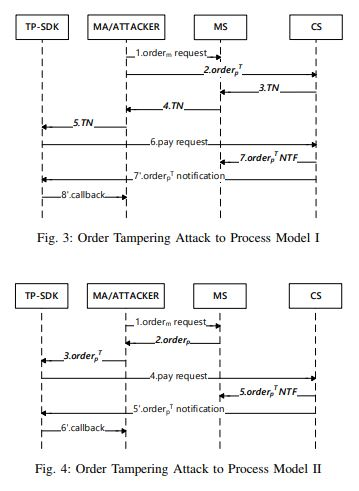 TP-SDK MA/ATTACKER MS CS
1.orderm request
2.orderpT
3.TN
4.TN
5.TN
6.pay request
7.orderpT NTF
7'.orderpT notification
8'.callback
Fig. 3: Order Tampering Attack to Process Model I
TP-SDK MA/ATTACKER MS CS
1.orderm request
2.orderp
3.orderpT
4.pay request
5.orderpT NTF
5'.orderpT notification
6'.callback
Fig. 4: Order Tampering Attack to Process Model II